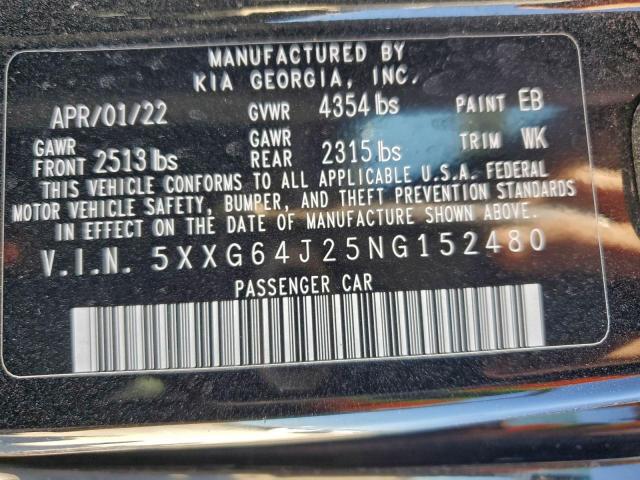 MANUFACTURED BY
KIA GEORGIA, INC.
APR/01/22 GVWR 4354 lbs PAINT EB
GAWR FRONT 2513 lbs GAWR REAR 2315 lbs TRIM WK
THIS VEHICLE CONFORMS TO ALL APPLICABLE U.S.A. FEDERAL
MOTOR VEHICLE SAFETY, BUMPER, AND THEFT PREVENTION STANDARDS
IN EFFECT ON THE DATE OF MANUFACTURE SHOWN ABOVE.
V.I.N. 5XXG64J25NG152480
PASSENGER CAR